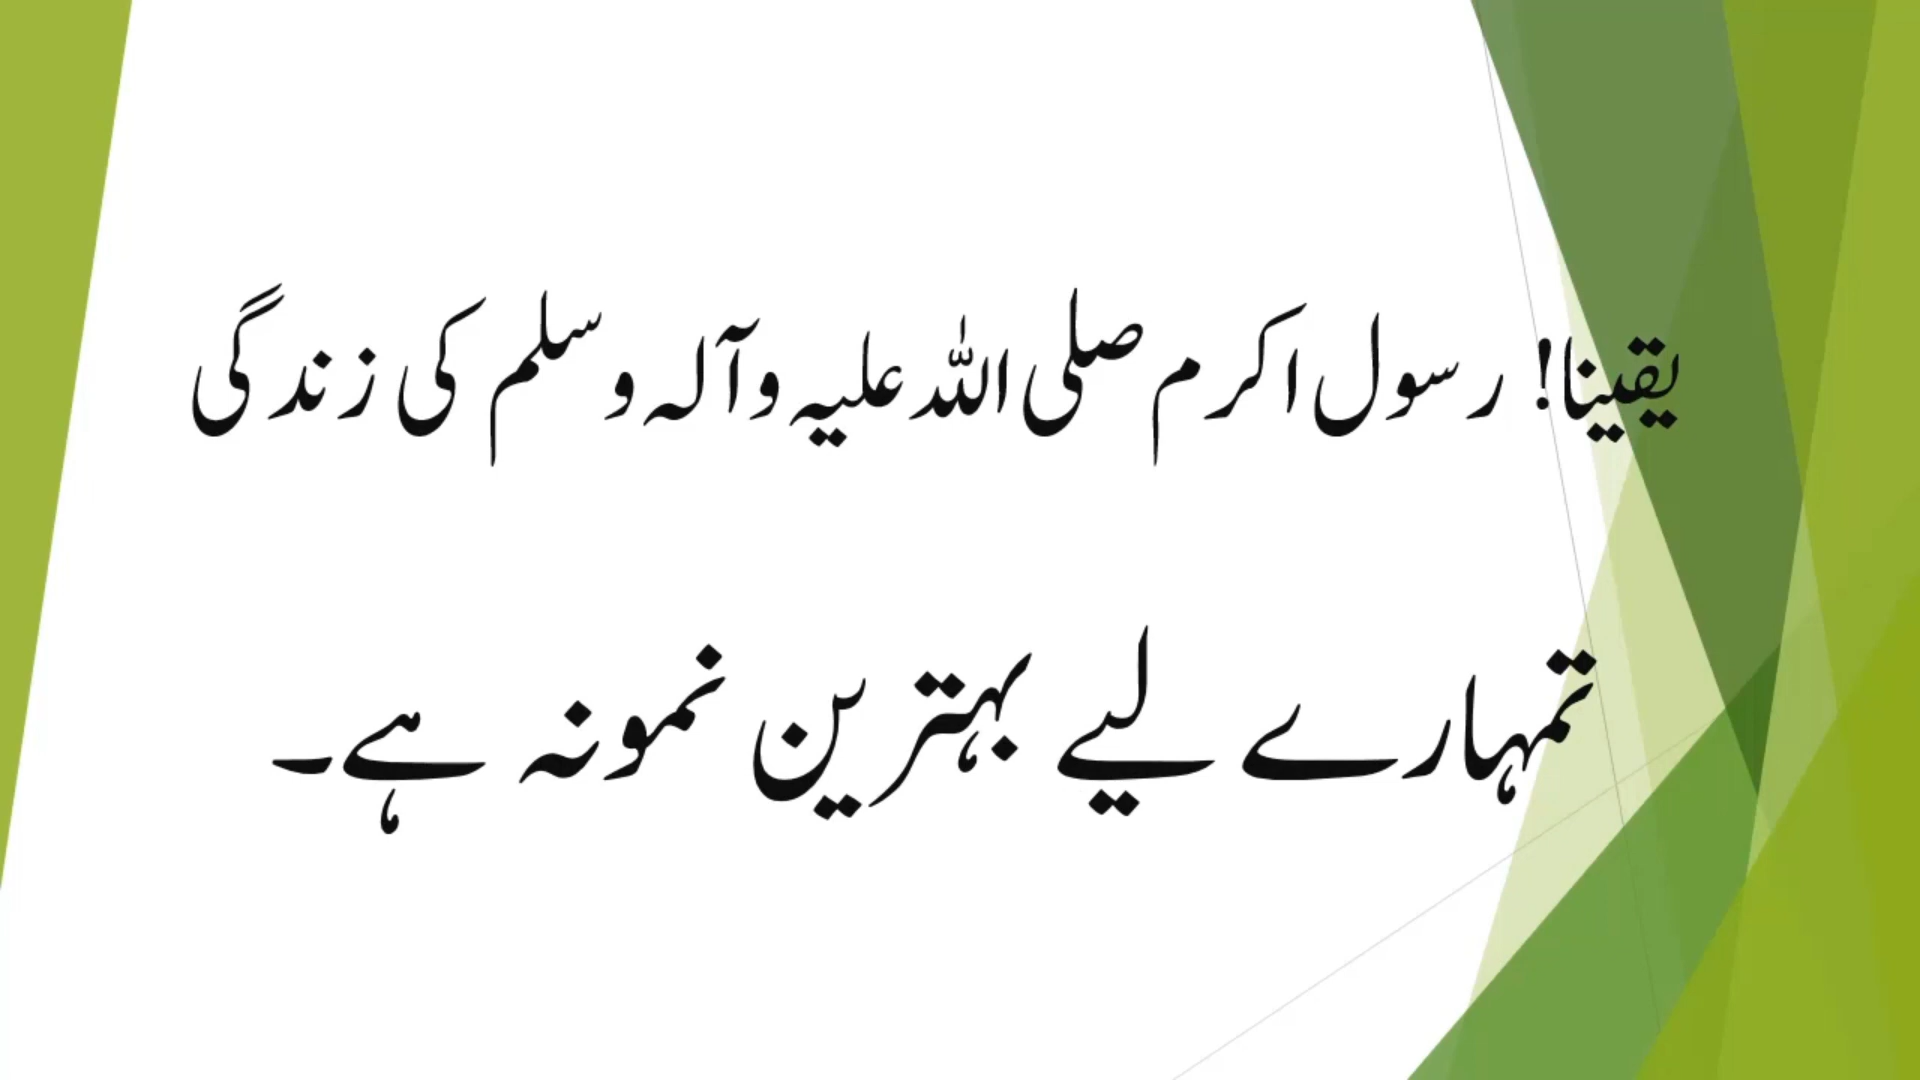 یقینا! رسول اکرم صلی اللہ علیہ وآلہ وسلم کی زندگی
تمہارے لیے بہترین نمونہ ہے۔